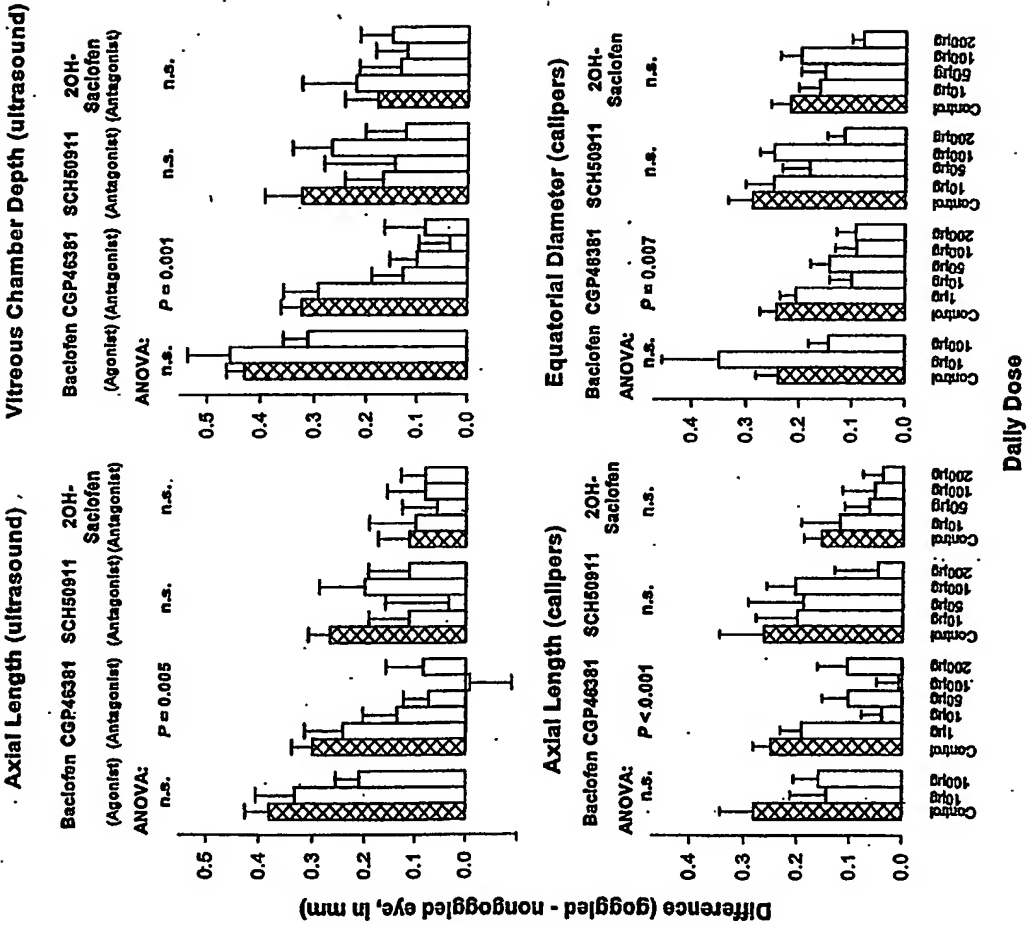 Axial Length (ultrasound)
Baclofen CGP46381 SCH50911 2OH-Saclofen
(Agonist) (Antagonist) (Antagonist) (Antagonist)
ANOVA:
n.s. P = 0.005 n.s. n.s.
0.5
0.4
0.3
0.2
0.1
0.0
Vitreous Chamber Depth (ultrasound)
Baclofen CGP46381 SCH50911 2OH-Saclofen
(Agonist) (Antagonist) (Antagonist) (Antagonist)
ANOVA:
n.s. P = 0.001 n.s. n.s.
0.5
0.4
0.3
0.2
0.1
0.0
Difference (goggled - nongoggled eye, in mm)
Axial Length (calipers)
Baclofen CGP46381 SCH50911 2OH-Saclofen
ANOVA:
n.s. P < 0.001 n.s. n.s.
0.4
0.3
0.2
0.1
0.0
Control 10µg 100µg Control 1µg 10µg 50µg 100µg 200µg Control 10µg 50µg 100µg 200µg Control 10µg 50µg 100µg 200µg
Equatorial Diameter (calipers)
Baclofen CGP46381 SCH50911 2OH-Saclofen
ANOVA:
n.s. P = 0.007 n.s. n.s.
0.4
0.3
0.2
0.1
0.0
Control 10µg 100µg Control 1µg 10µg 50µg 100µg 200µg Control 10µg 50µg 100µg 200µg Control 10µg 50µg 100µg 200µg
Daily Dose